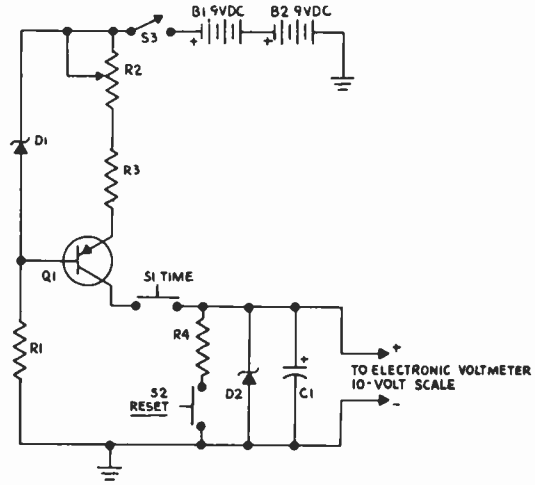 B1 9VDC
B2 9VDC
S3
+
+
R2
D1
R3
Q1
S1 TIME
R1
R4
S2
RESET
D2
+
C1
+
TO ELECTRONIC VOLTMETER
10-VOLT SCALE
-